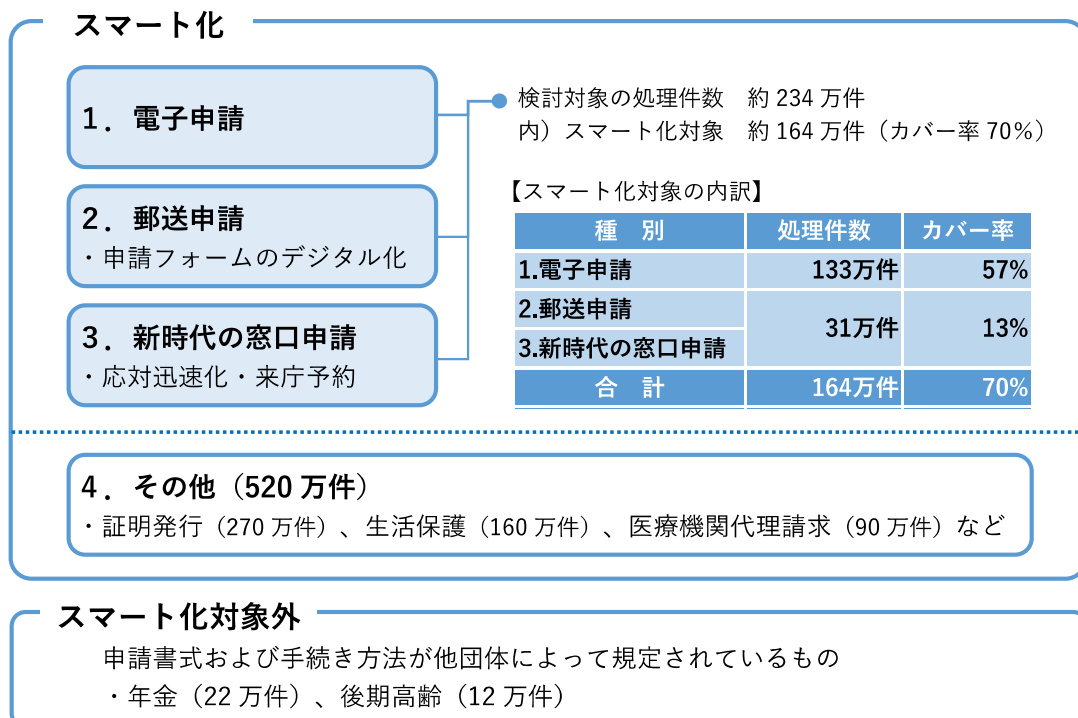 スマート化
1．電子申請
2．郵送申請
・申請フォームのデジタル化
3．新時代の窓口申請
・応対迅速化・来庁予約
検討対象の処理件数　約 234 万件
内）スマート化対象　約 164 万件（カバー率 70%）
【スマート化対象の内訳】
種　別　処理件数　カバー率
1.電子申請　133万件　57%
2.郵送申請
31万件　13%
3.新時代の窓口申請
合　計　164万件　70%
4．その他（520 万件）
・証明発行（270 万件）、生活保護（160 万件）、医療機関代理請求（90 万件）など
スマート化対象外
申請書式および手続き方法が他団体によって規定されているもの
・年金（22 万件）、後期高齢（12 万件）